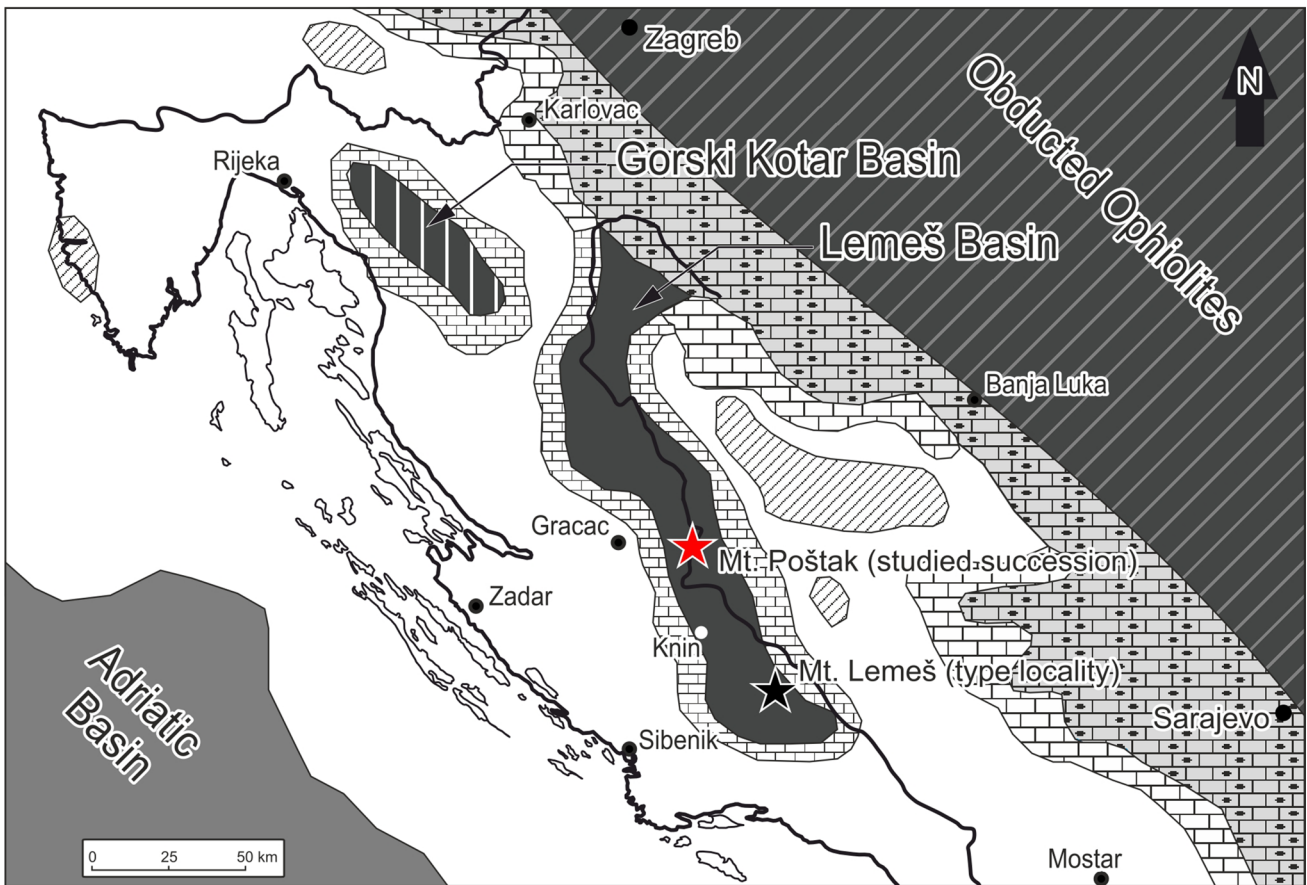 Zagreb
N
Obducted Ophiolites
Karlovac
Rijeka
Gorski Kotar Basin
Lemeš Basin
Banja Luka
Gracac
Mt. Poštak (studied succession)
Zadar
Knin
Mt. Lemeš (type locality)
Adriatic
Basin
Sarajevo
Sibenik
0 25 50 km
Mostar